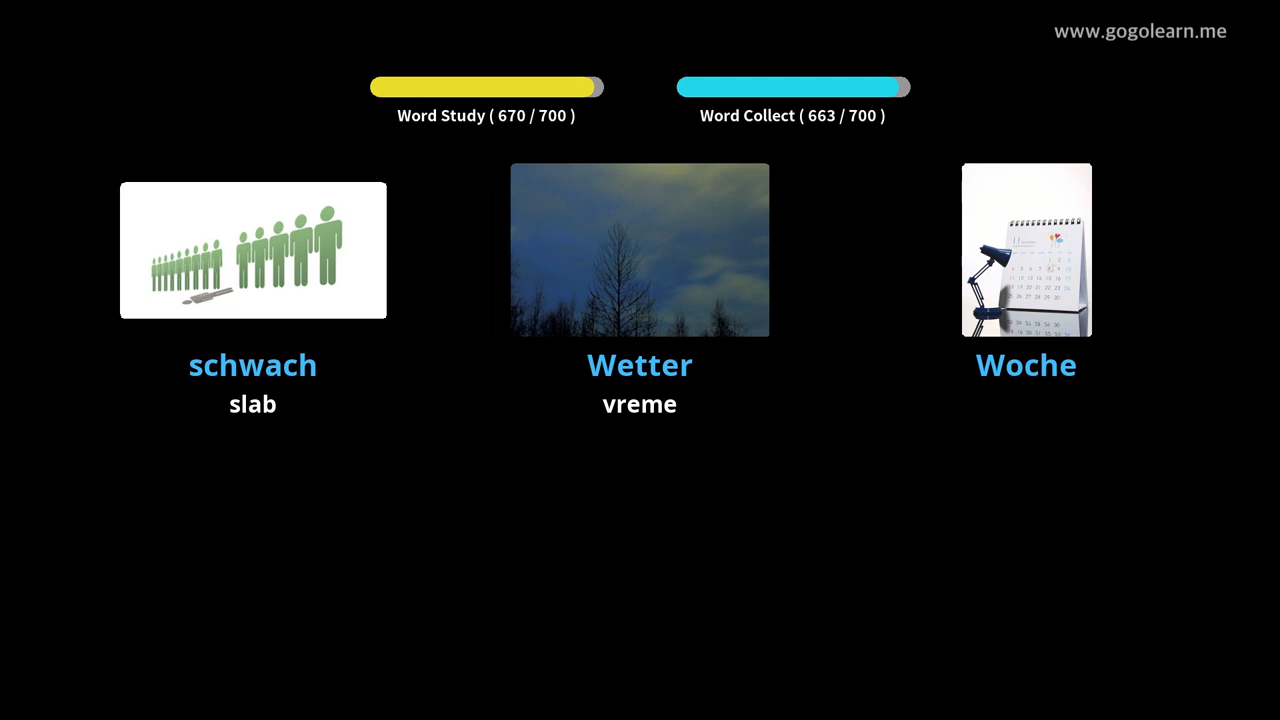 www.gogolearn.me
Word Study ( 670 / 700 )
Word Collect ( 663 / 700 )
schwach
Wetter
Woche
slab
vreme